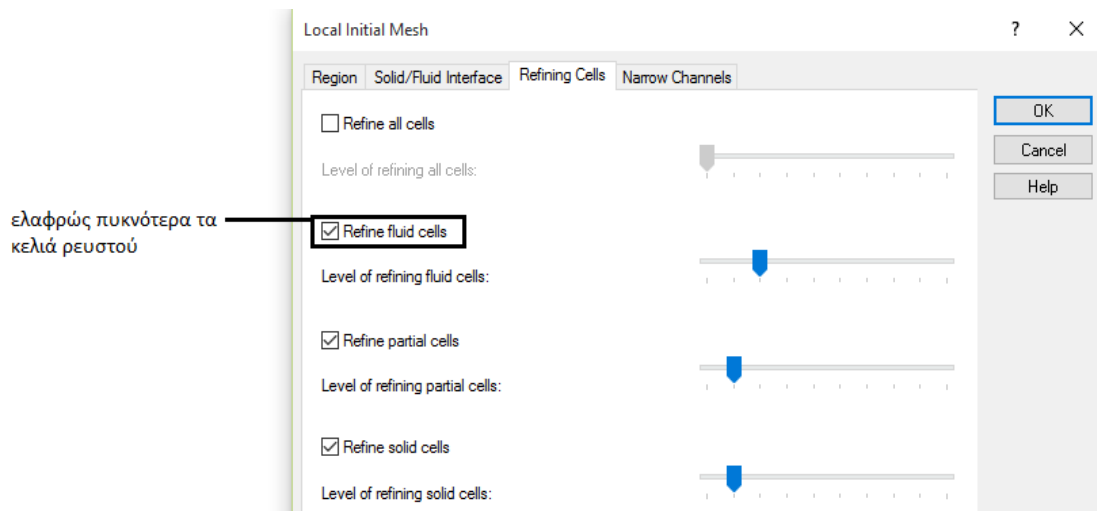 Local Initial Mesh
?
Region Solid/Fluid Interface Refining Cells Narrow Channels
OK
Refine all cells
Cancel
Level of refining all cells:
Help
ελαφρώς πυκνότερα τα
κελιά ρευστού
Refine fluid cells
Level of refining fluid cells:
Refine partial cells
Level of refining partial cells:
Refine solid cells
Level of refining solid cells: